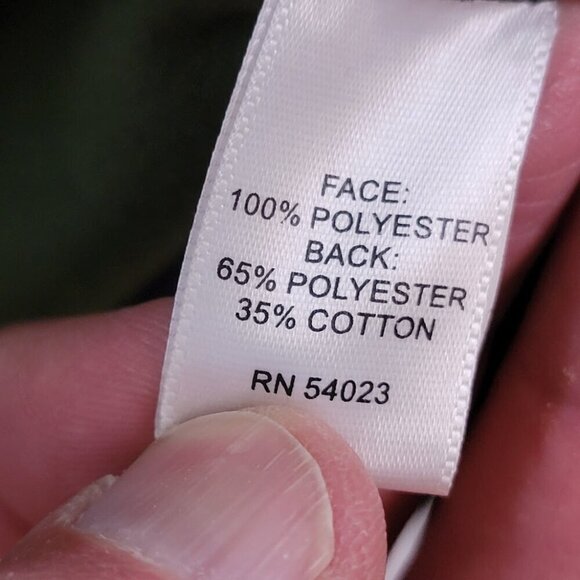 FACE:
100% POLYESTER
BACK:
65% POLYESTER
35% COTTON
RN 54023